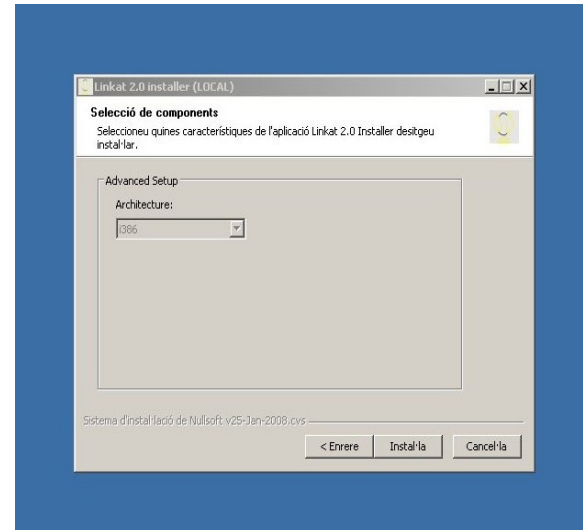 Linkat 2.0 installer (LOCAL)
Selecció de components
Seleccioneu quines característiques de l'aplicació Linkat 2.0 Installer desitgeu
instal·lar.
Advanced Setup
Architecture:
i386
Sistema d'instal·lació de Nullsoft v25-Jan-2008.cvs
< Enrere
Instal·la
Cancel·la